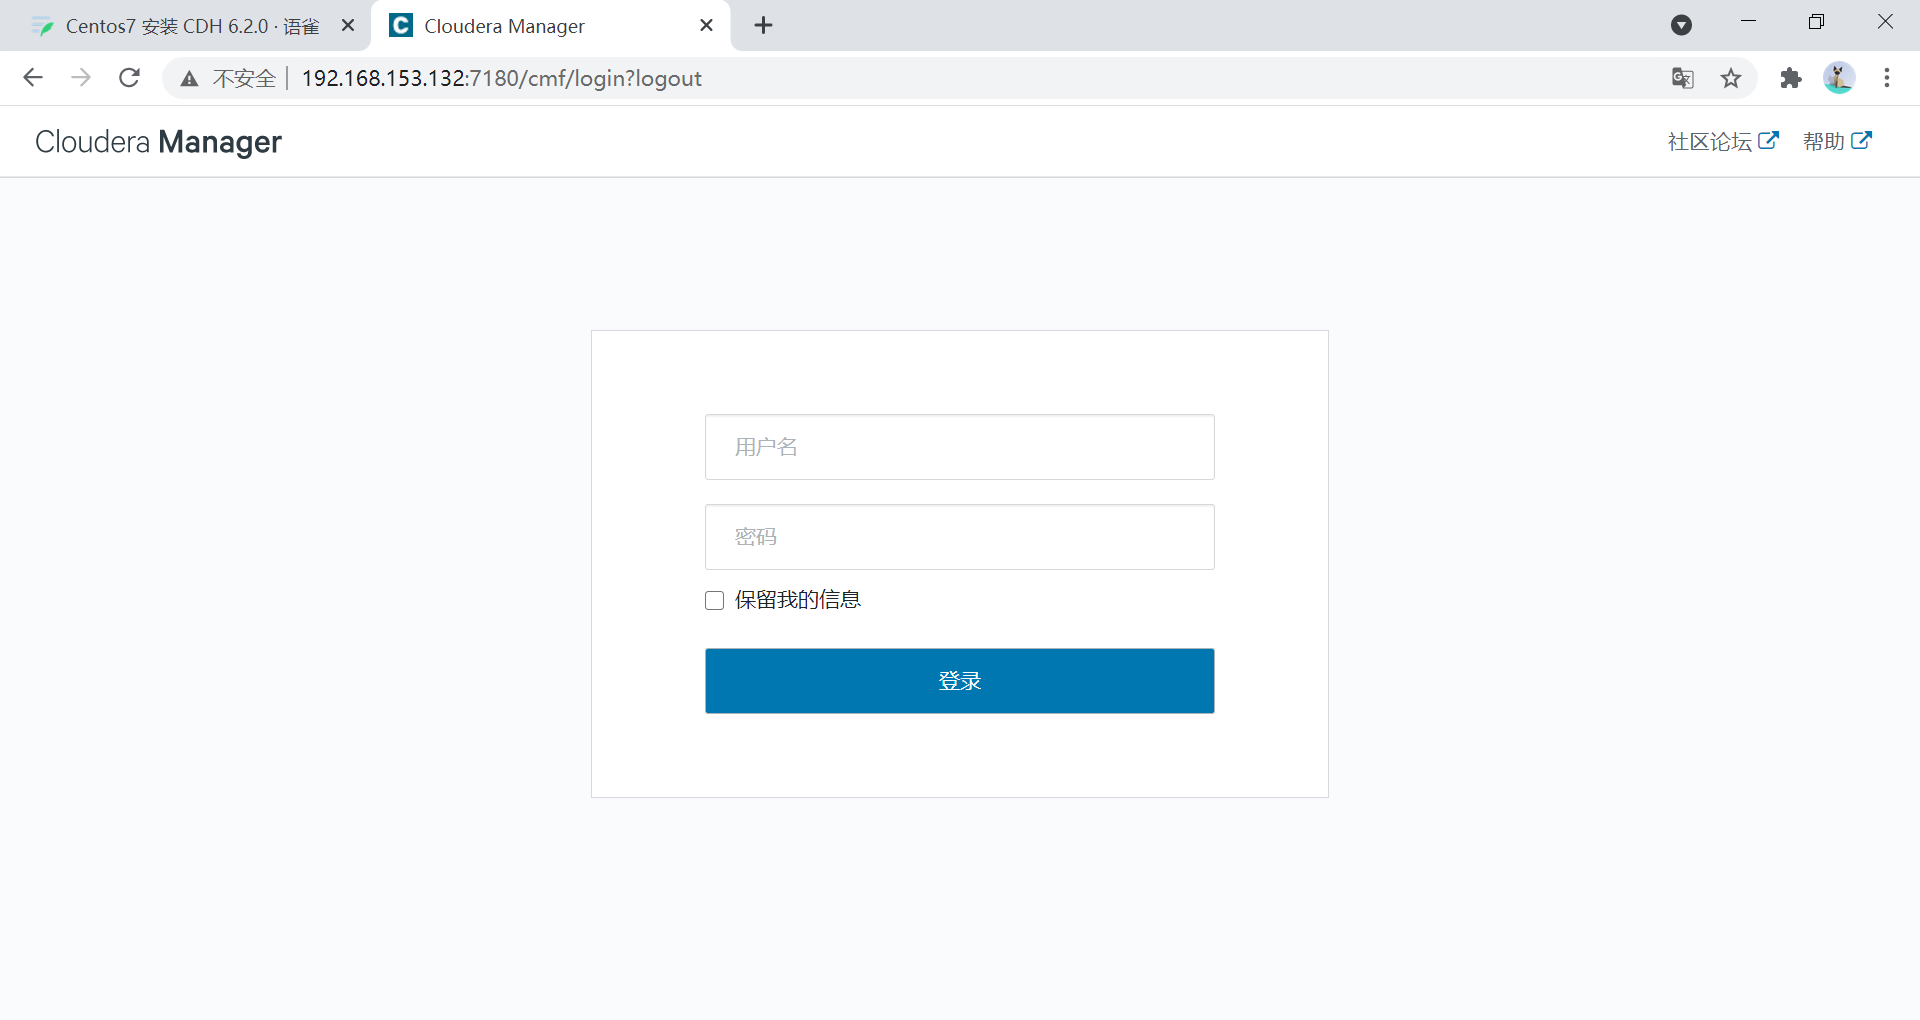 Centos7 安装 CDH 6.2.0 · 语雀
Cloudera Manager
不安全 192.168.153.132:7180/cmf/login?logout
Cloudera Manager
社区论坛 帮助
用户名
密码
保留我的信息
登录